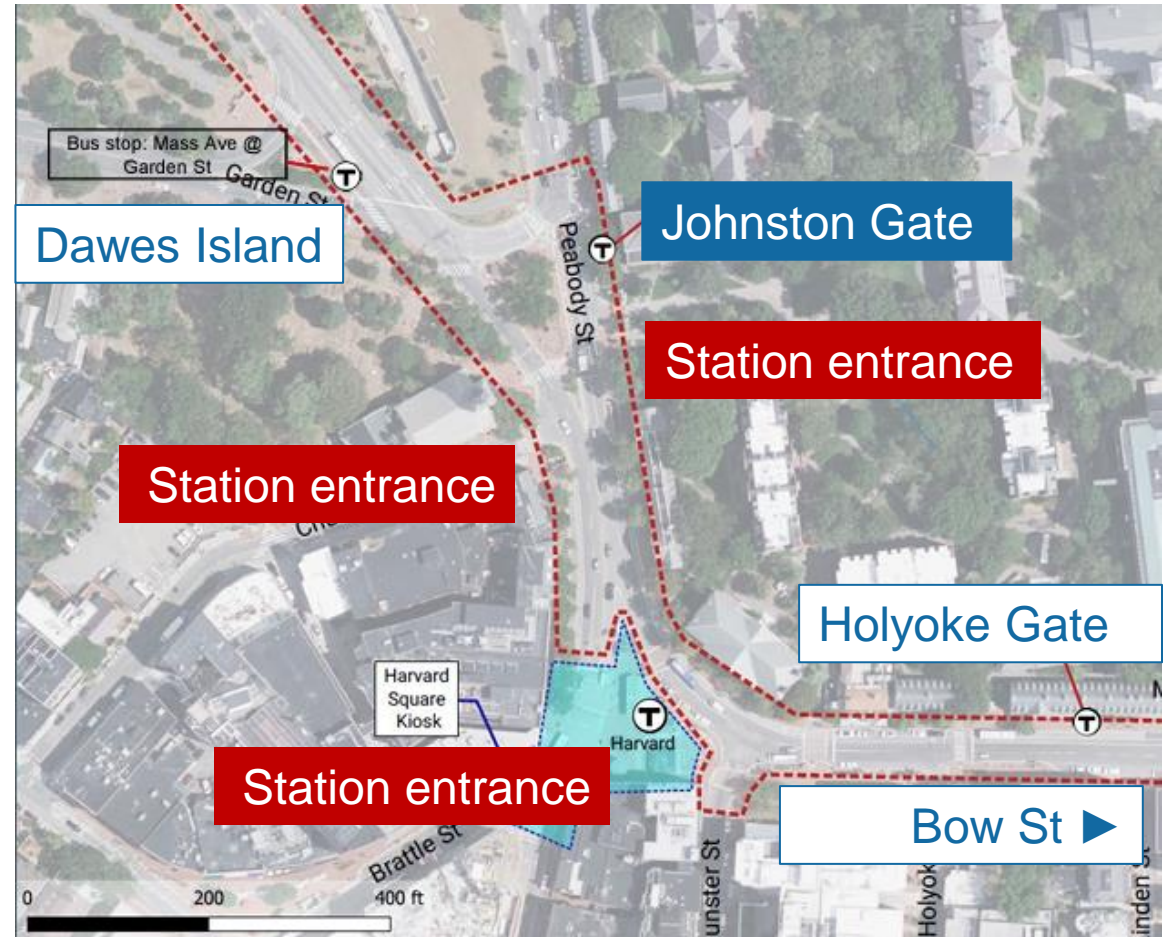 Bus stop: Mass Ave @
Garden St
T
Garden St
Dawes Island
Johnston Gate
T
Peabody St
Station entrance
Station entrance
Holyoke Gate
Harvard
Square
Kiosk
T
Harvard
T
M
Station entrance
Bow St ►
Brattle St
unster St
Holyok
inden St
0
200
400 ft